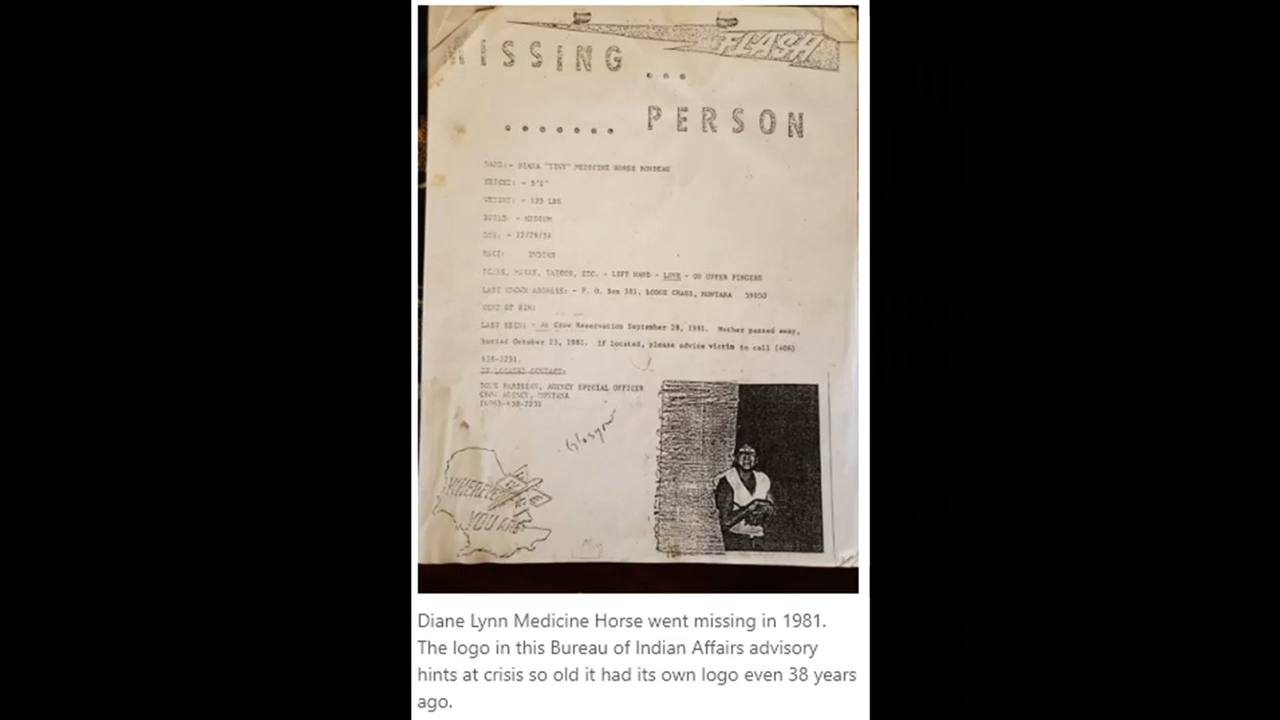 FLASH
MISSING ...
....... PERSON
NAME:- DIANA "TINY" MEDICINE HORSE BONDEAU
HEIGHT: - 5'2"
WEIGHT: - 135 LBS
BUILD: - MEDIUM
DOB: - 12/29/54
RACE: INDIAN
SCARS, MARKS, TATOOS, ETC. - LEFT HAND - LOVE - ON UPPER FINGERS
LAST KNOWN ADDRESS: - P. O. Box 381, LODGE GRASS, MONTANA 59050
NEXT OF KIN:
LAST SEEN: - On Crow Reservation September 28, 1981. Mother passed away,
buried October 23, 1981. If located, please advice victim to call (406)
638-2231.
IF LOCATED CONTACT:
PARISIAN, AGENCY SPECIAL OFFICER
CROW AGENCY, MONTANA
(406)-638-2231
Glasgow
WHEREVER
YOU ARE
Diane Lynn Medicine Horse went missing in 1981.
The logo in this Bureau of Indian Affairs advisory
hints at crisis so old it had its own logo even 38 years
ago.